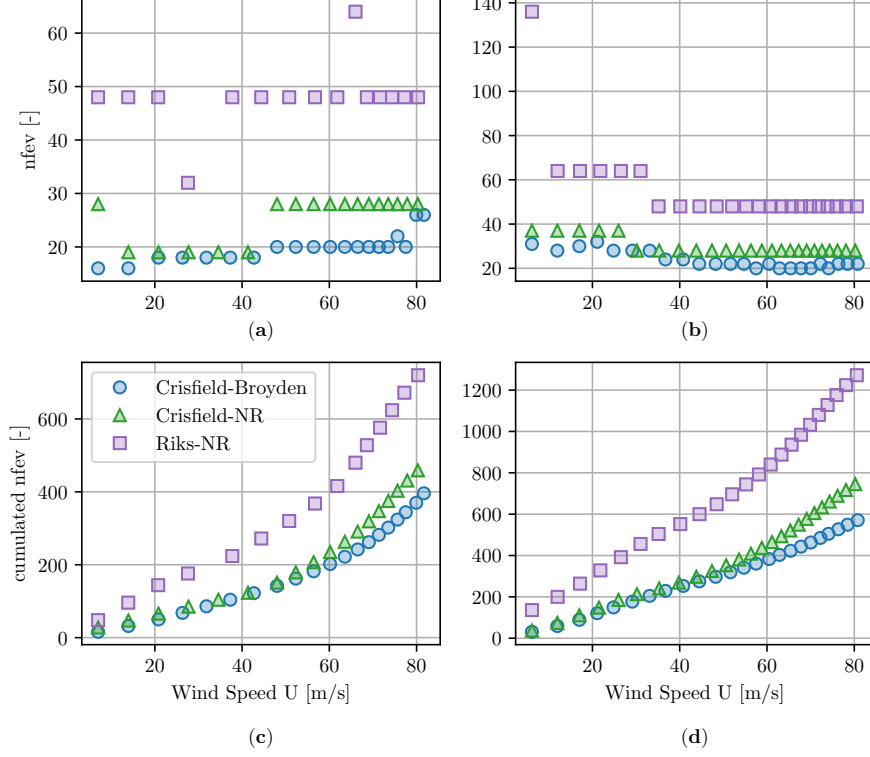 60
50
40
30
20
nfev [-]
20 40 60 80
(a)
140
120
100
80
60
40
20
20 40 60 80
(b)
600
400
200
0
cumulated nfev [-]
Crisfield-Broyden
Crisfield-NR
Riks-NR
20 40 60 80
Wind Speed U [m/s]
(c)
1200
1000
800
600
400
200
0
20 40 60 80
Wind Speed U [m/s]
(d)